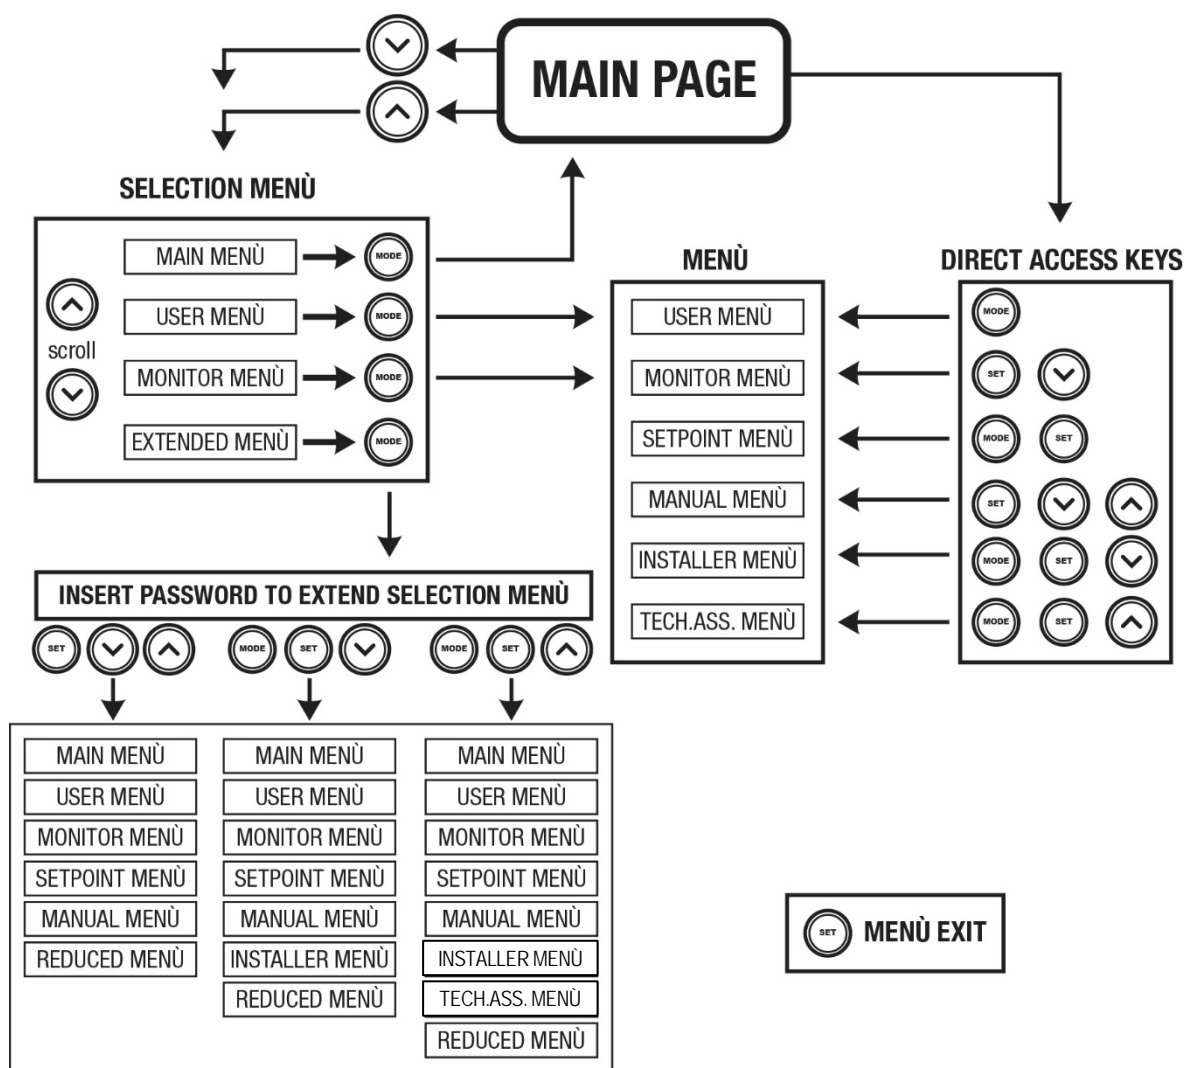 MAIN PAGE
SELECTION MENÙ
MAIN MENÙ MODE
USER MENÙ MODE
scroll
MONITOR MENÙ MODE
EXTENDED MENÙ MODE
MENÙ
USER MENÙ
MONITOR MENÙ
SETPOINT MENÙ
MANUAL MENÙ
INSTALLER MENÙ
TECH.ASS. MENÙ
DIRECT ACCESS KEYS
MODE
SET
MODE SET
SET
MODE SET
MODE SET
INSERT PASSWORD TO EXTEND SELECTION MENÙ
SET MODE SET MODE SET
MAIN MENÙ
USER MENÙ
MONITOR MENÙ
SETPOINT MENÙ
MANUAL MENÙ
REDUCED MENÙ
MAIN MENÙ
USER MENÙ
MONITOR MENÙ
SETPOINT MENÙ
MANUAL MENÙ
INSTALLER MENÙ
REDUCED MENÙ
MAIN MENÙ
USER MENÙ
MONITOR MENÙ
SETPOINT MENÙ
MANUAL MENÙ
INSTALLER MENÙ
TECH.ASS. MENÙ
REDUCED MENÙ
SET MENÙ EXIT